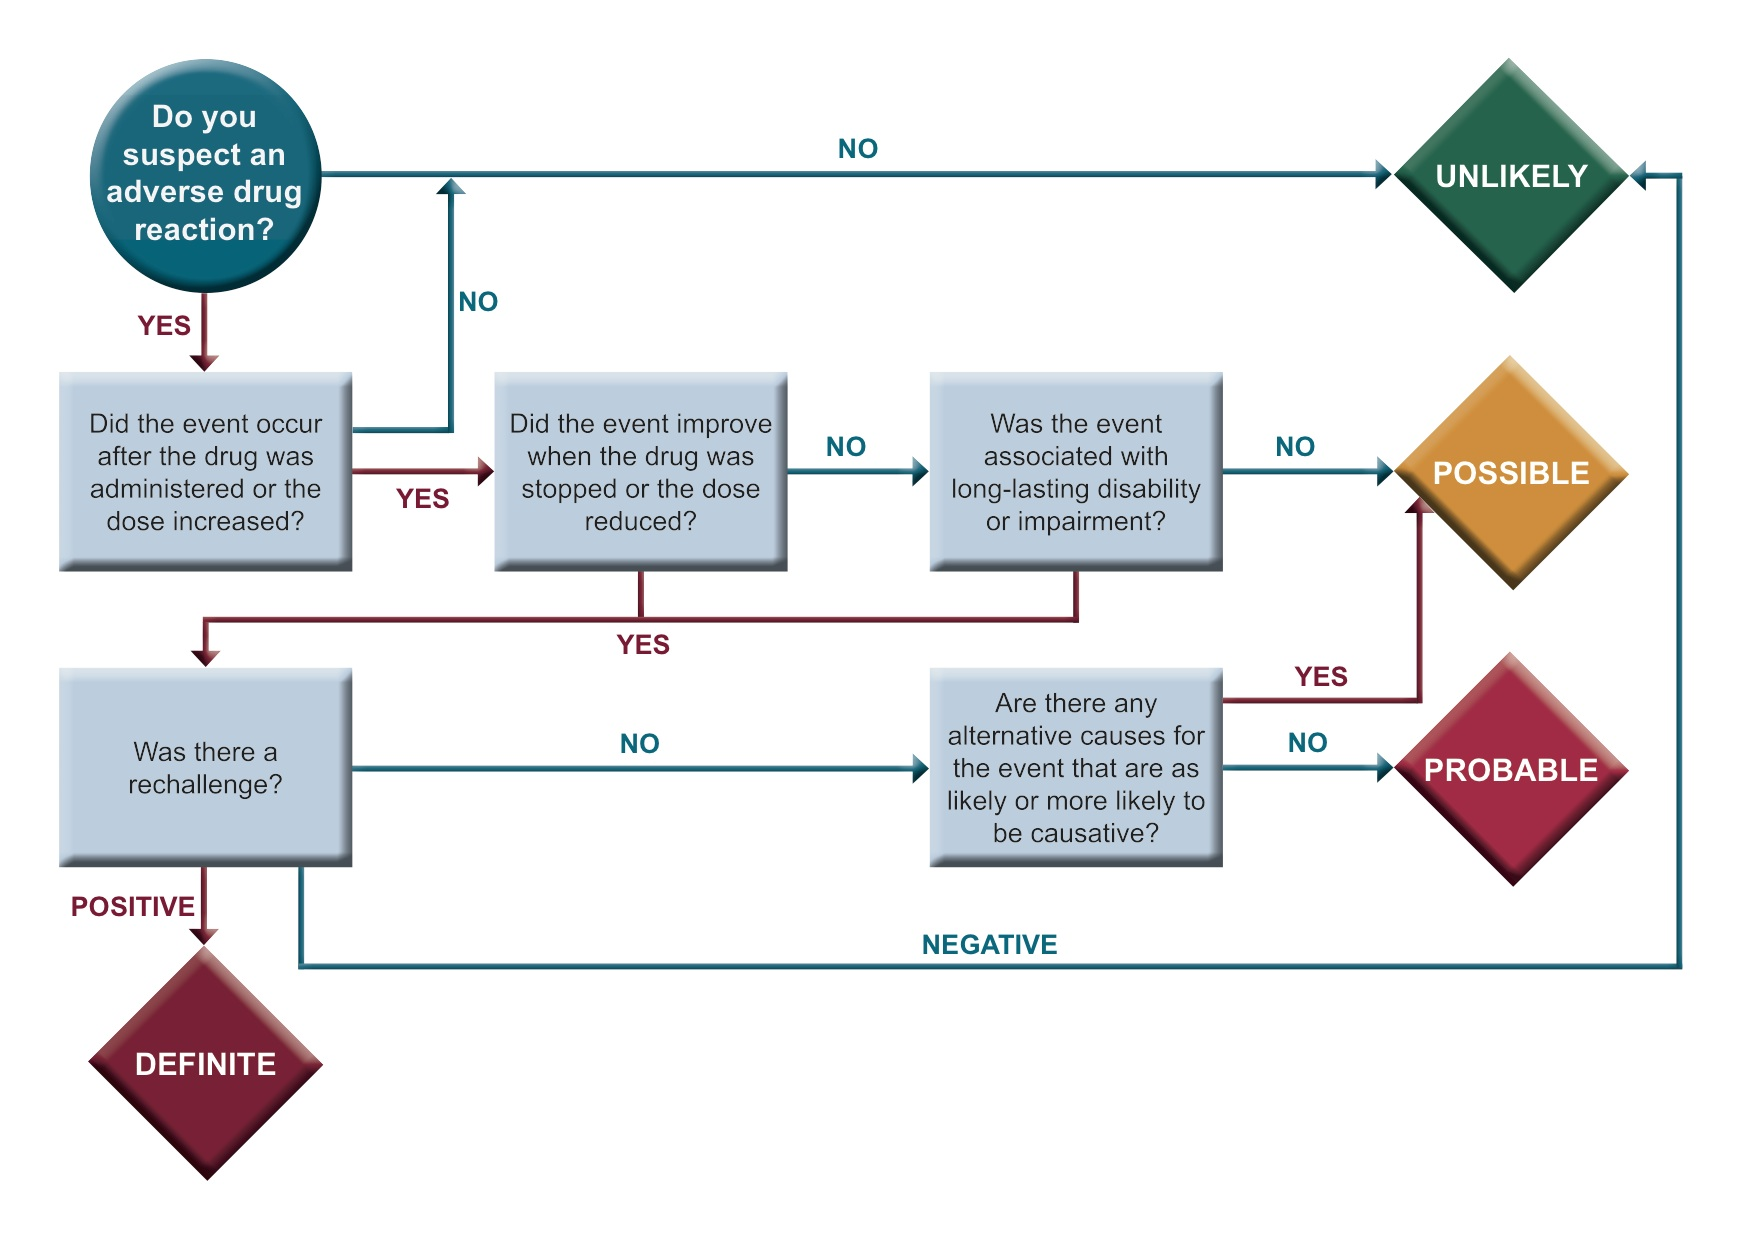 Do you
suspect an
adverse drug
reaction?
NO
UNLIKELY
YES
NO
Did the event occur
after the drug was
administered or the
dose increased?
YES
Did the event improve
when the drug was
stopped or the dose
reduced?
NO
Was the event
associated with
long-lasting disability
or impairment?
NO
POSSIBLE
YES
Was there a
rechallenge?
NO
Are there any
alternative causes for
the event that are as
likely or more likely to
be causative?
YES
NO
PROBABLE
POSITIVE
NEGATIVE
DEFINITE